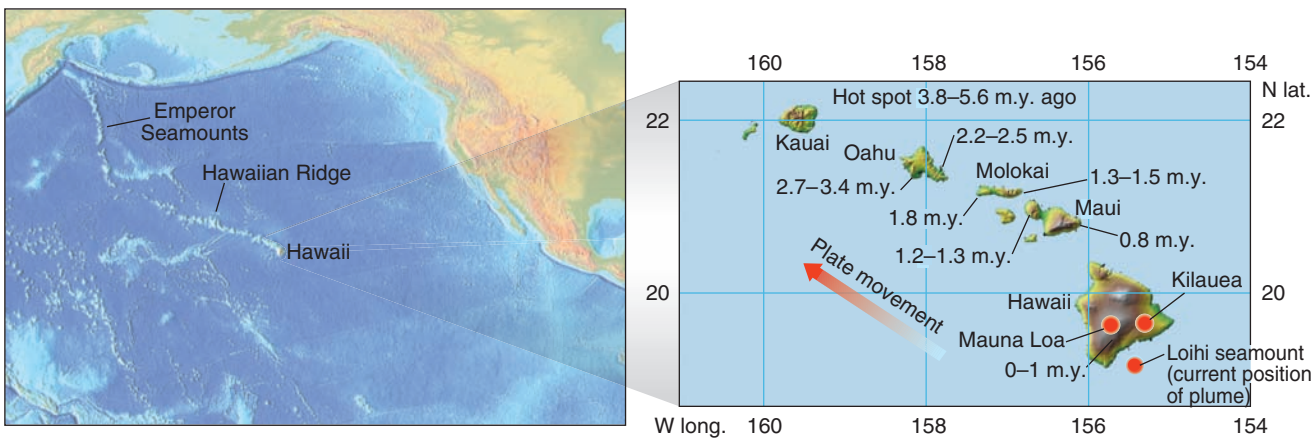 Emperor
Seamounts
Hawaiian Ridge
Hawaii
160 158 156 154
N lat.
Hot spot 3.8–5.6 m.y. ago
22 22
Kauai
2.2–2.5 m.y.
Oahu
Molokai
2.7–3.4 m.y.
1.3–1.5 m.y.
1.8 m.y.
Maui
1.2–1.3 m.y.
0.8 m.y.
Plate movement
20 20
Hawaii
Kilauea
Mauna Loa
0–1 m.y.
Loihi seamount
(current position
of plume)
W long. 160 158 156 154